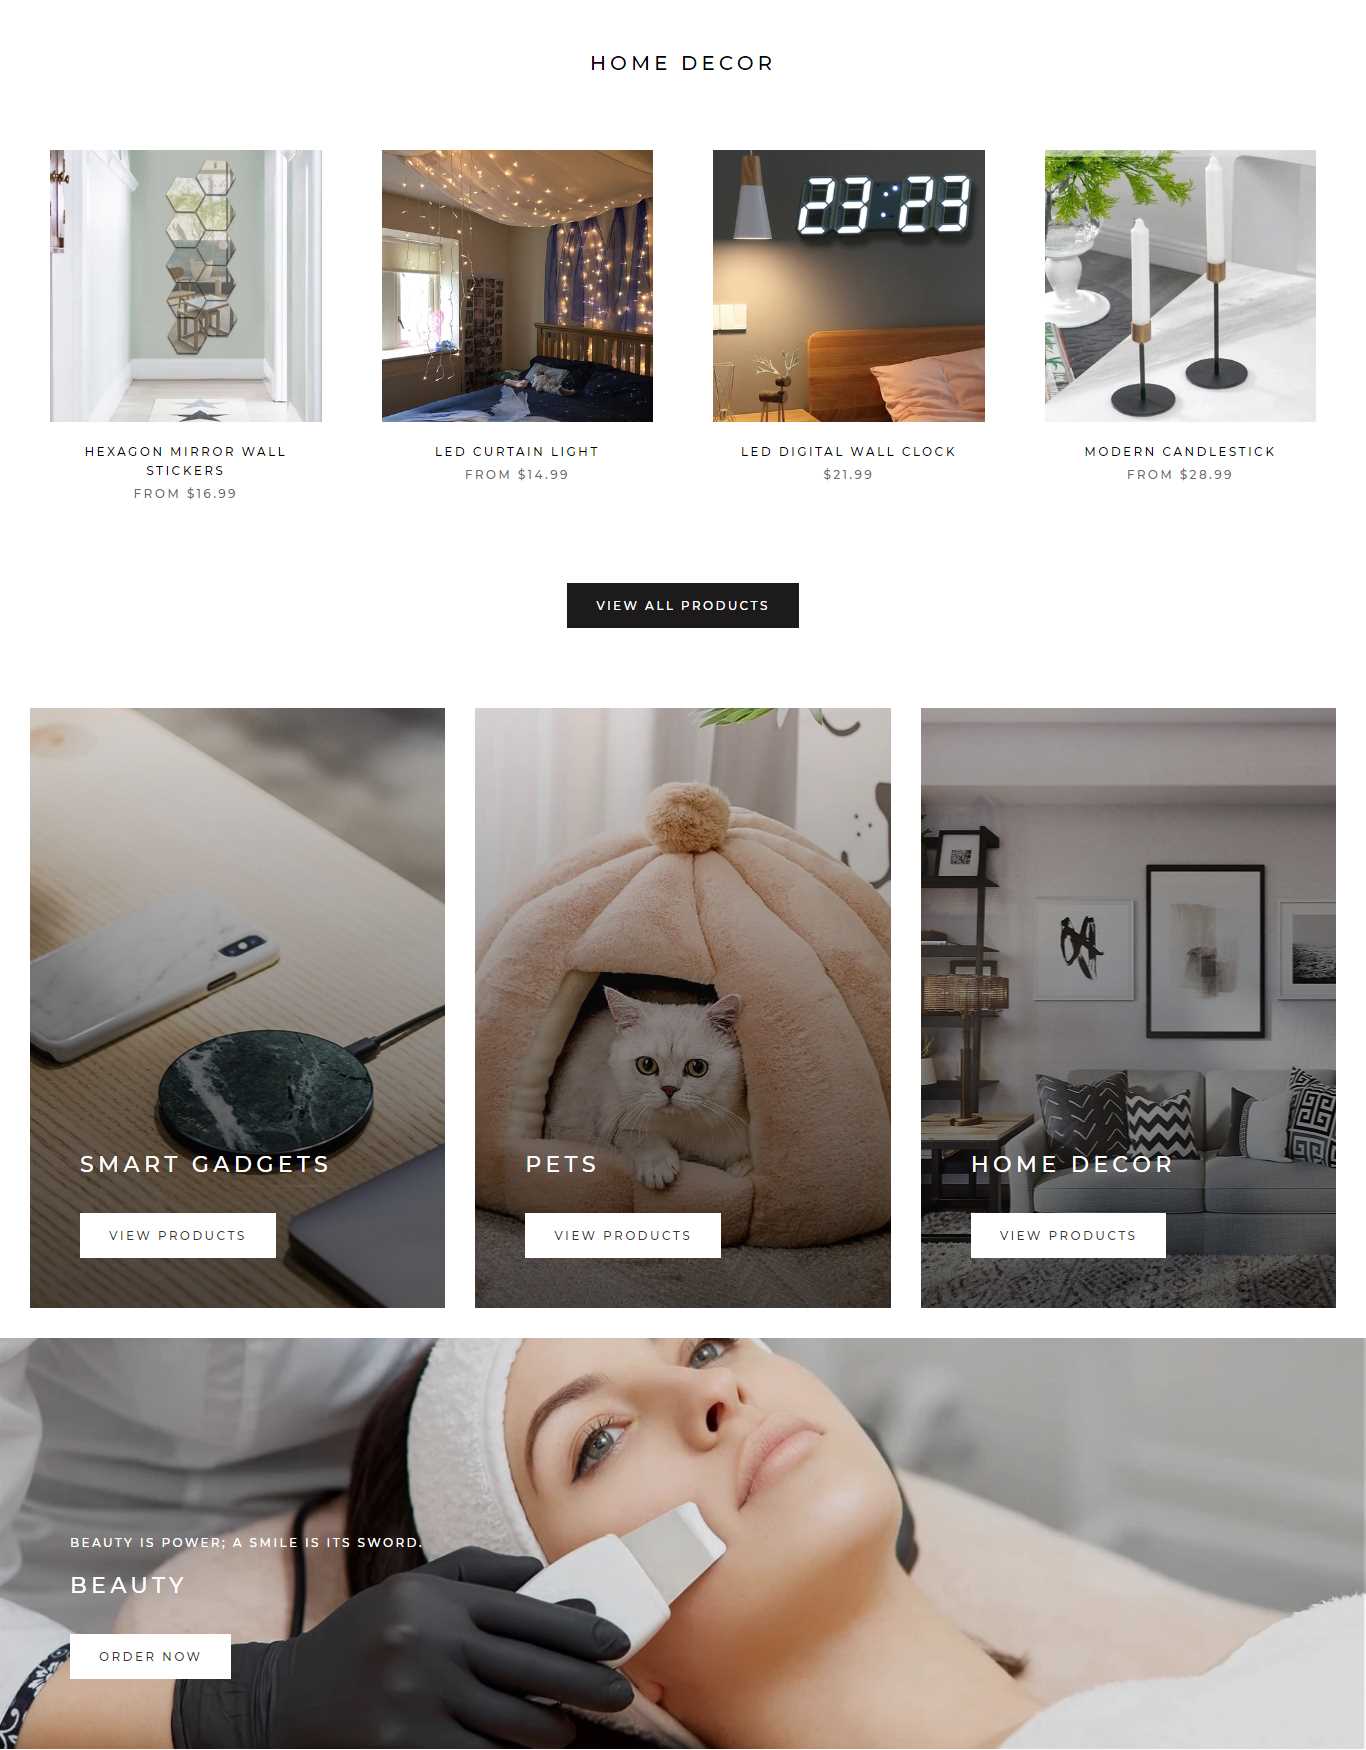 HOME DECOR
23:23
HEXAGON MIRROR WALL
STICKERS
FROM $16.99
LED CURTAIN LIGHT
FROM $14.99
LED DIGITAL WALL CLOCK
$21.99
MODERN CANDLESTICK
FROM $28.99
VIEW ALL PRODUCTS
SMART GADGETS
VIEW PRODUCTS
PETS
VIEW PRODUCTS
HOME DECOR
VIEW PRODUCTS
BEAUTY IS POWER; A SMILE IS ITS SWORD.
BEAUTY
ORDER NOW